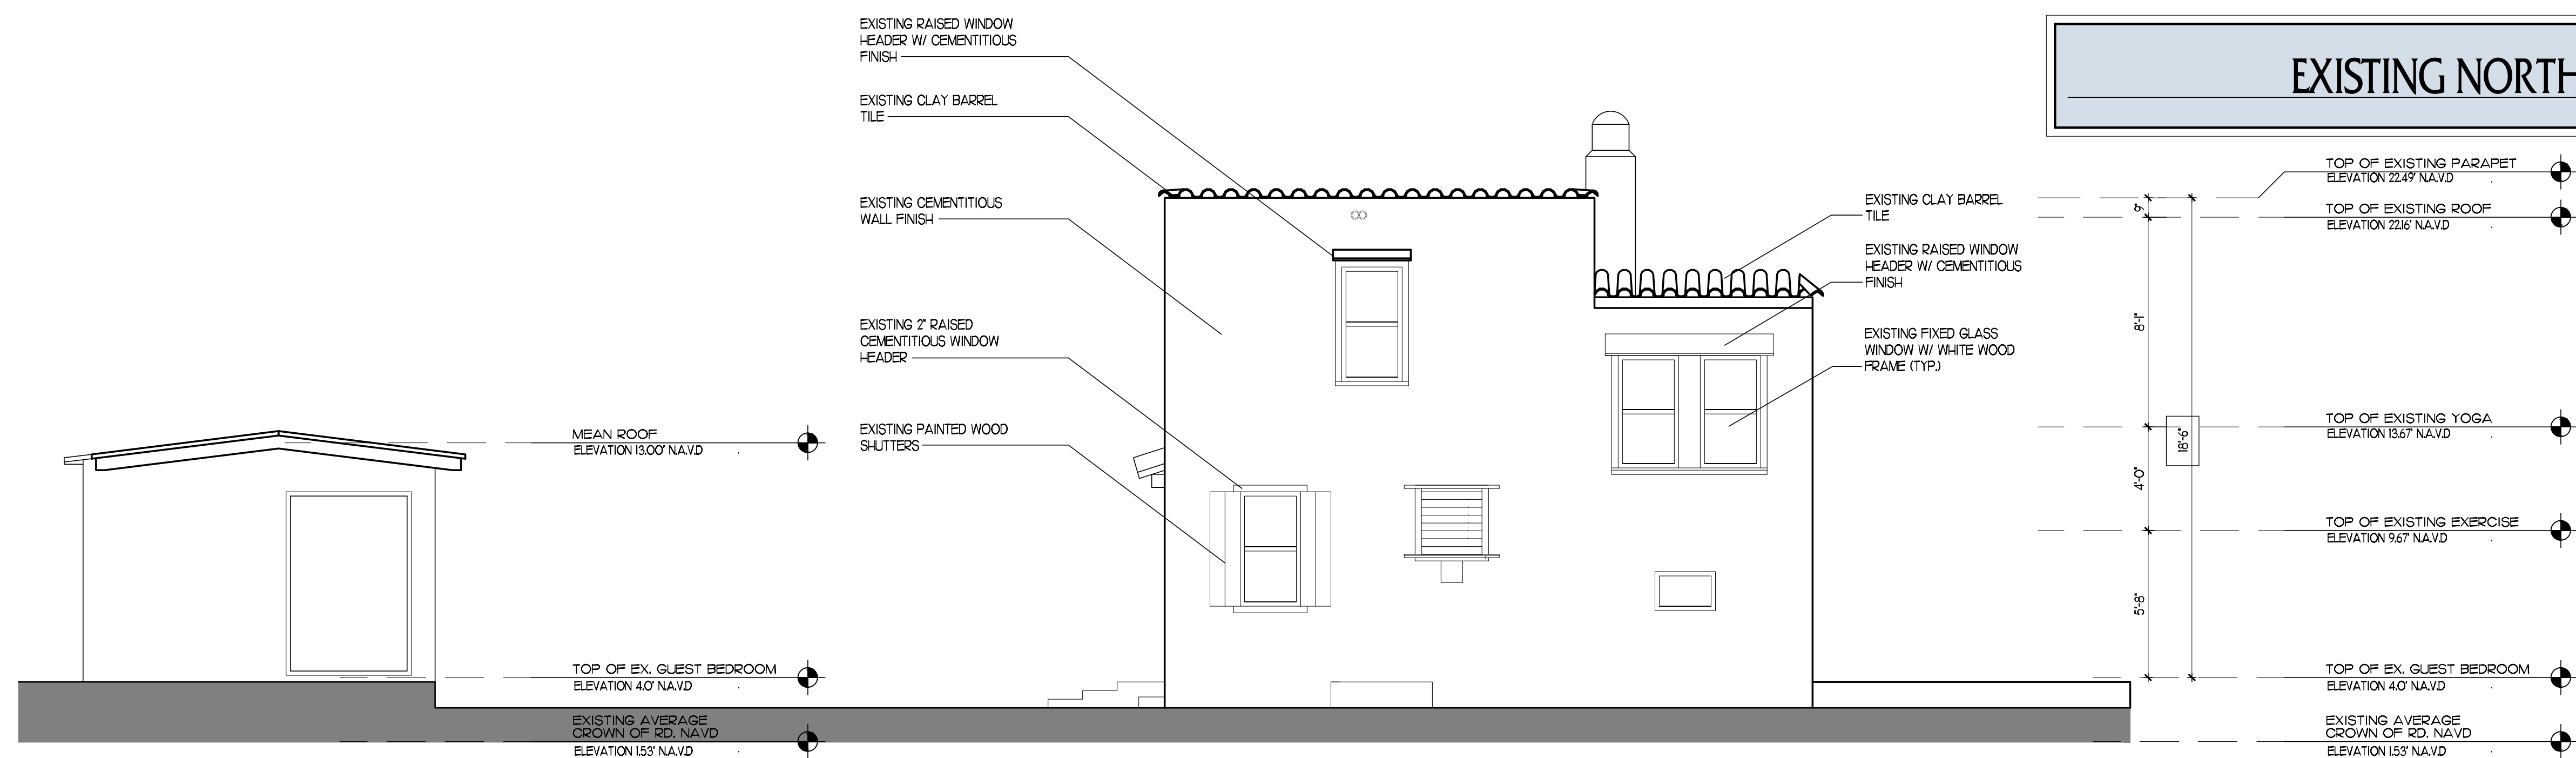 EXISTING RAISED WINDOW
HEADER W/ CEMENTITIOUS
FINISH
EXISTING CLAY BARREL
TILE
EXISTING CEMENTITIOUS
WALL FINISH
EXISTING 2" RAISED
CEMENTITIOUS WINDOW
HEADER
EXISTING PAINTED WOOD
SHUTTERS
MEAN ROOF
ELEVATION 13.00' N.A.V.D
TOP OF EX. GUEST BEDROOM
ELEVATION 4.0' N.A.V.D
EXISTING AVERAGE
CROWN OF RD. NAVD
ELEVATION 1.53' N.A.V.D
EXISTING CLAY BARREL
TILE
EXISTING RAISED WINDOW
HEADER W/ CEMENTITIOUS
FINISH
EXISTING FIXED GLASS
WINDOW W/ WHITE WOOD
FRAME (TYP.)
EXISTING NORTH
9"
8'-1"
4'-0"
5'-8"
18'-6"
TOP OF EXISTING PARAPET
ELEVATION 22.49' N.A.V.D
TOP OF EXISTING ROOF
ELEVATION 22.16' N.A.V.D
TOP OF EXISTING YOGA
ELEVATION 13.67' N.A.V.D
TOP OF EXISTING EXERCISE
ELEVATION 9.67' N.A.V.D
TOP OF EX. GUEST BEDROOM
ELEVATION 4.0' N.A.V.D
EXISTING AVERAGE
CROWN OF RD. NAVD
ELEVATION 1.53' N.A.V.D